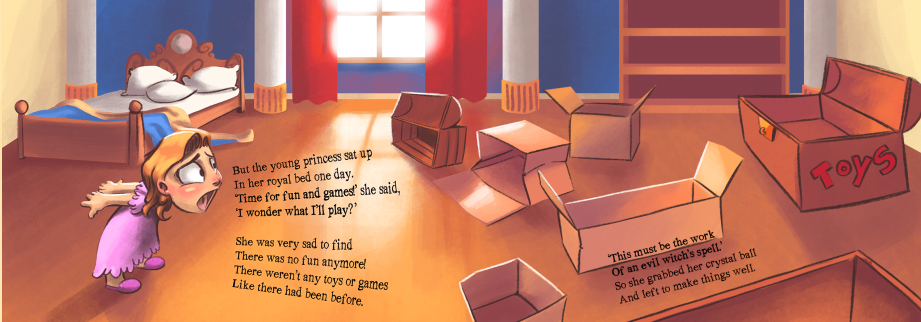 But the young princess sat up
In her royal bed one day.
'Time for fun and games!' she said,
'I wonder what I'll play?'
She was very sad to find
There was no fun anymore!
There weren't any toys or games
Like there had been before.
TOYS
'This must be the work
Of an evil witch's spell.'
So she grabbed her crystal ball
And left to make things well.